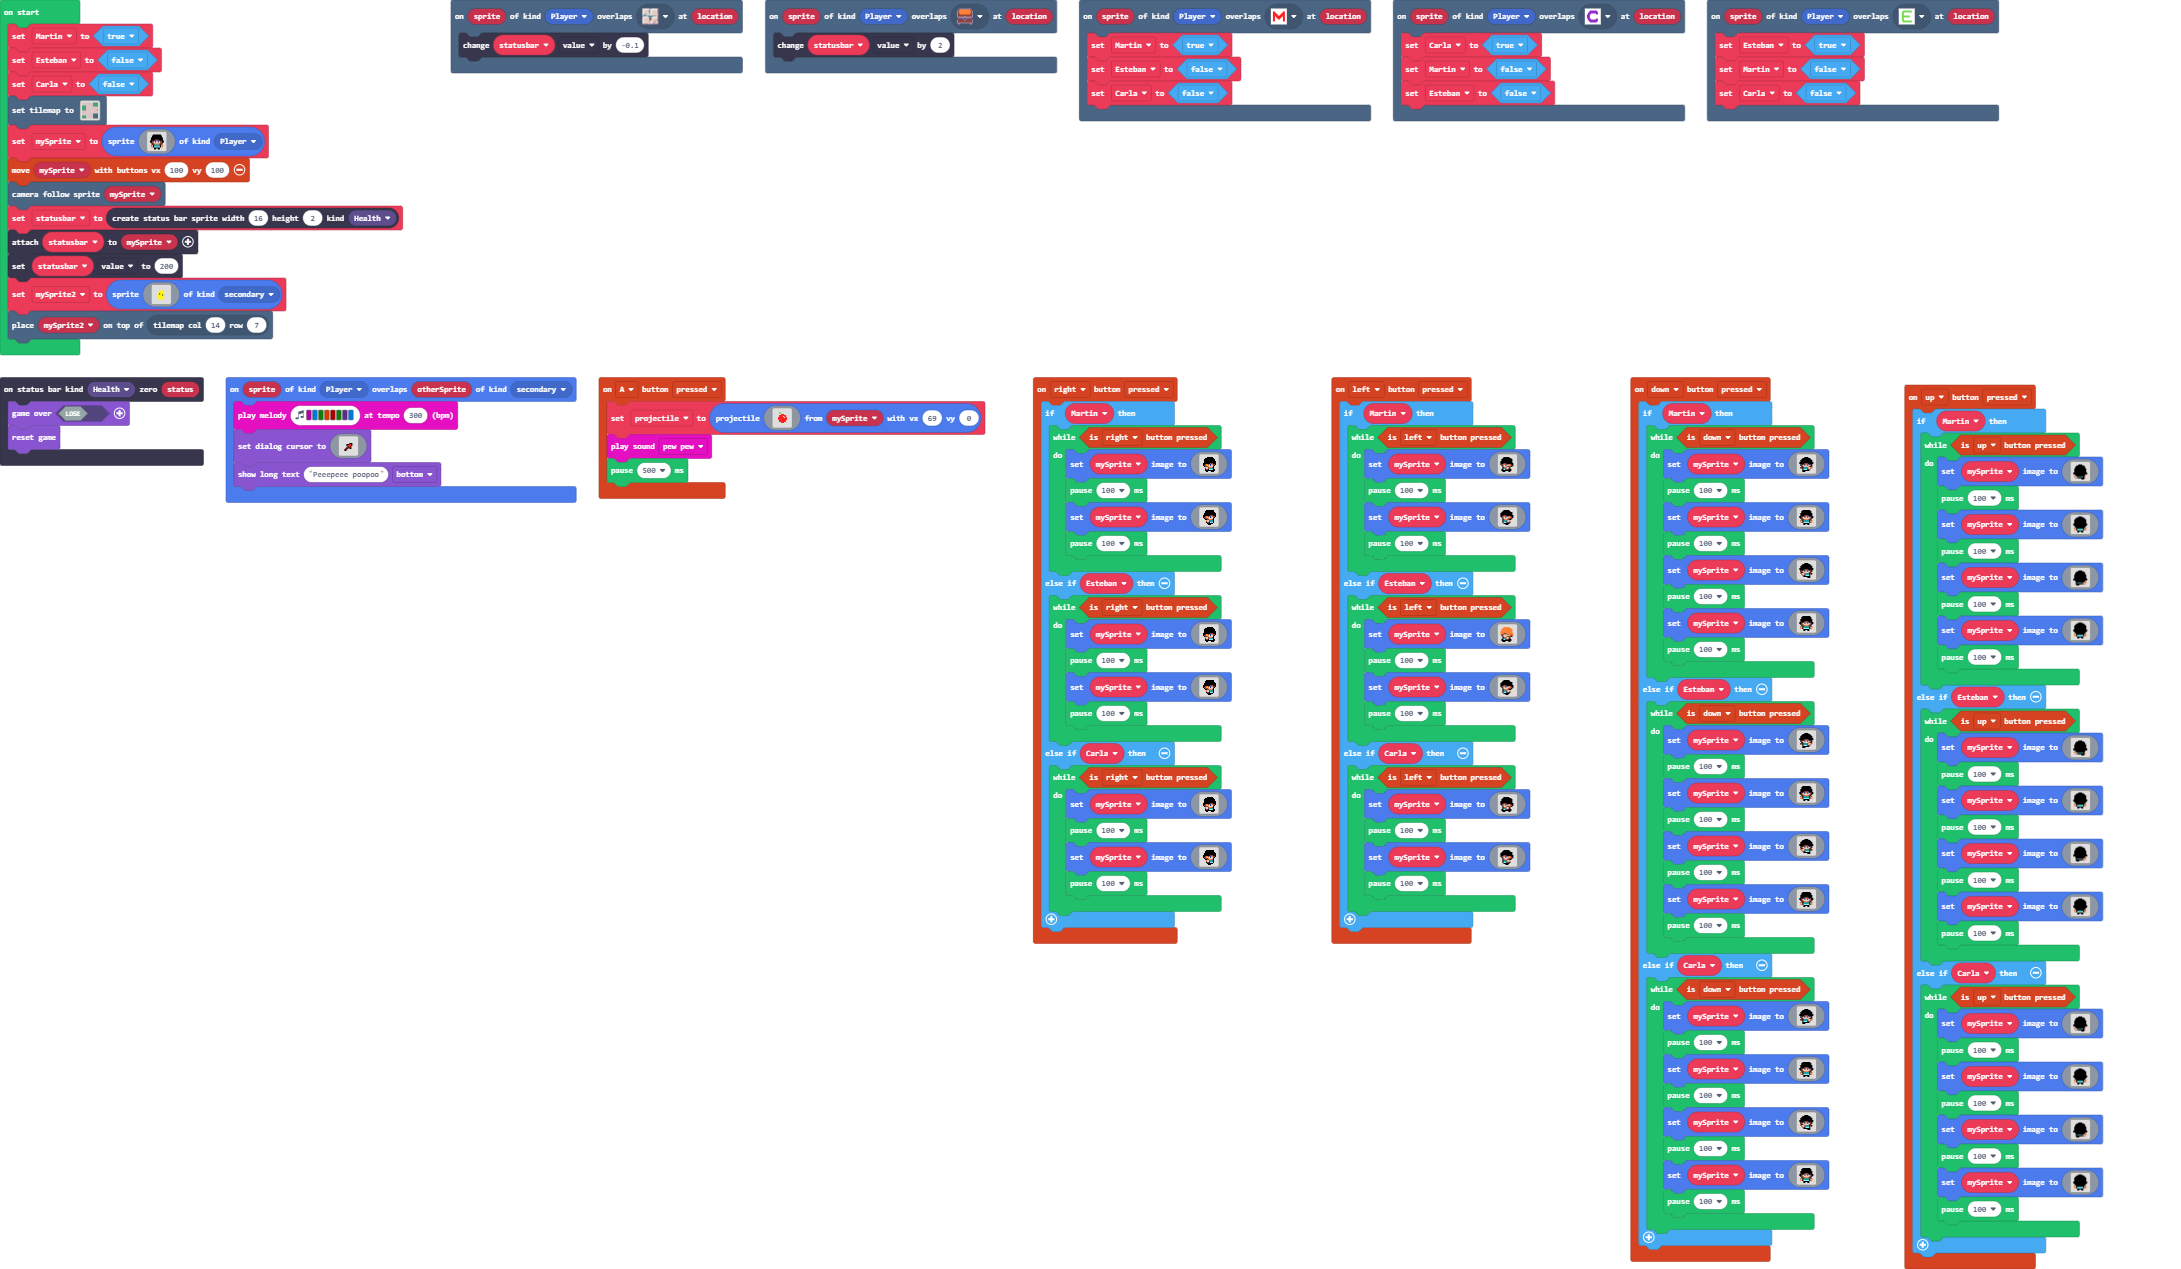 on start
set Martin to true
set Esteban to false
set Carla to false
set tilemap to
set mySprite to sprite of kind Player
move mySprite with buttons vx 100 vy 100
camera follow sprite mySprite
set statusbar to create status bar sprite width 16 height 2 kind Health
attach statusbar to mySprite
set statusbar value to 200
set mySprite2 to sprite of kind secondary
place mySprite2 on top of tilemap col 14 row 7
on sprite of kind Player overlaps at location
change statusbar value by -0.1
on sprite of kind Player overlaps at location
change statusbar value by 2
on sprite of kind Player overlaps M at location
set Martin to true
set Esteban to false
set Carla to false
on sprite of kind Player overlaps C at location
set Carla to true
set Martin to false
set Esteban to false
on sprite of kind Player overlaps E at location
set Esteban to true
set Martin to false
set Carla to false
on status bar kind Health zero status
game over LOSE
reset game
on sprite of kind Player overlaps otherSprite of kind secondary
play melody at tempo 300 (bpm)
set dialog cursor to
show long text "Peeepeee poopoo" bottom
on A button pressed
set projectile to projectile from mySprite with vx 69 vy 0
play sound pew pew
pause 500 ms
on right button pressed
if Martin then
while is right button pressed
do set mySprite image to
pause 100 ms
set mySprite image to
pause 100 ms
else if Esteban then
while is right button pressed
do set mySprite image to
pause 100 ms
set mySprite image to
pause 100 ms
else if Carla then
while is right button pressed
do set mySprite image to
pause 100 ms
set mySprite image to
pause 100 ms
on left button pressed
if Martin then
while is left button pressed
do set mySprite image to
pause 100 ms
set mySprite image to
pause 100 ms
else if Esteban then
while is left button pressed
do set mySprite image to
pause 100 ms
set mySprite image to
pause 100 ms
else if Carla then
while is left button pressed
do set mySprite image to
pause 100 ms
set mySprite image to
pause 100 ms
on down button pressed
if Martin then
while is down button pressed
do set mySprite image to
pause 100 ms
set mySprite image to
pause 100 ms
set mySprite image to
pause 100 ms
set mySprite image to
pause 100 ms
else if Esteban then
while is down button pressed
do set mySprite image to
pause 100 ms
set mySprite image to
pause 100 ms
set mySprite image to
pause 100 ms
set mySprite image to
pause 100 ms
else if Carla then
while is down button pressed
do set mySprite image to
pause 100 ms
set mySprite image to
pause 100 ms
set mySprite image to
pause 100 ms
set mySprite image to
pause 100 ms
on up button pressed
if Martin then
while is up button pressed
do set mySprite image to
pause 100 ms
set mySprite image to
pause 100 ms
set mySprite image to
pause 100 ms
set mySprite image to
pause 100 ms
else if Esteban then
while is up button pressed
do set mySprite image to
pause 100 ms
set mySprite image to
pause 100 ms
set mySprite image to
pause 100 ms
set mySprite image to
pause 100 ms
else if Carla then
while is up button pressed
do set mySprite image to
pause 100 ms
set mySprite image to
pause 100 ms
set mySprite image to
pause 100 ms
set mySprite image to
pause 100 ms